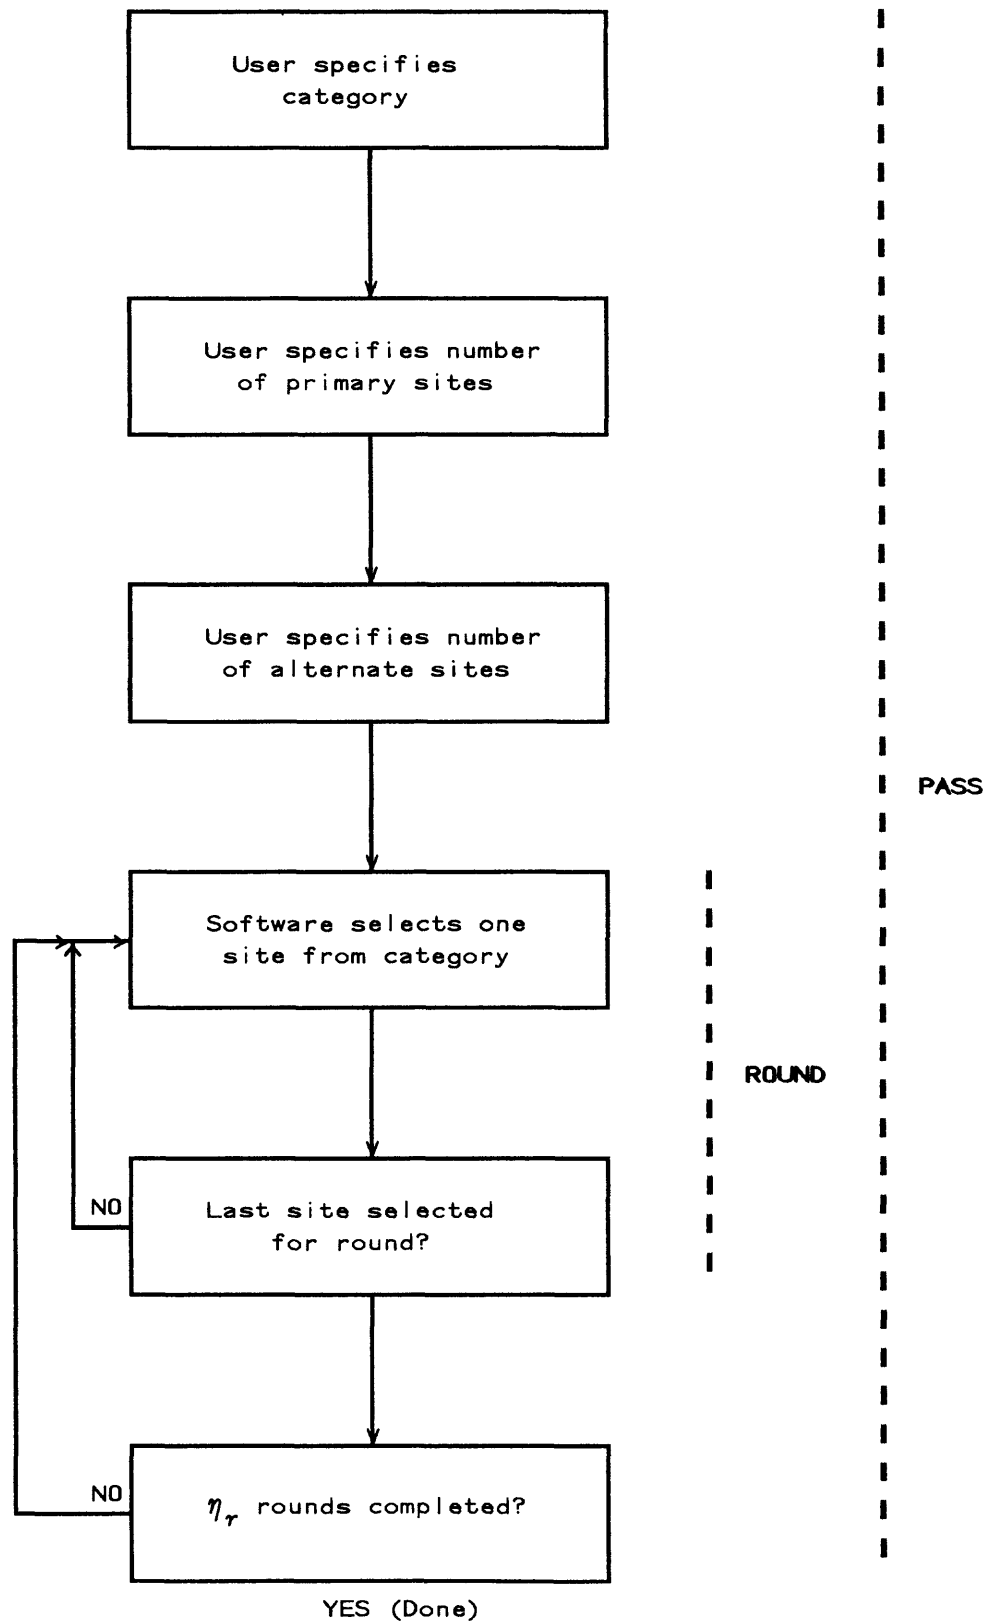 User specifies
category
User specifies number
of primary sites
User specifies number
of alternate sites
PASS
Software selects one
site from category
ROUND
NO
Last site selected
for round?
NO
η_r rounds completed?
YES (Done)